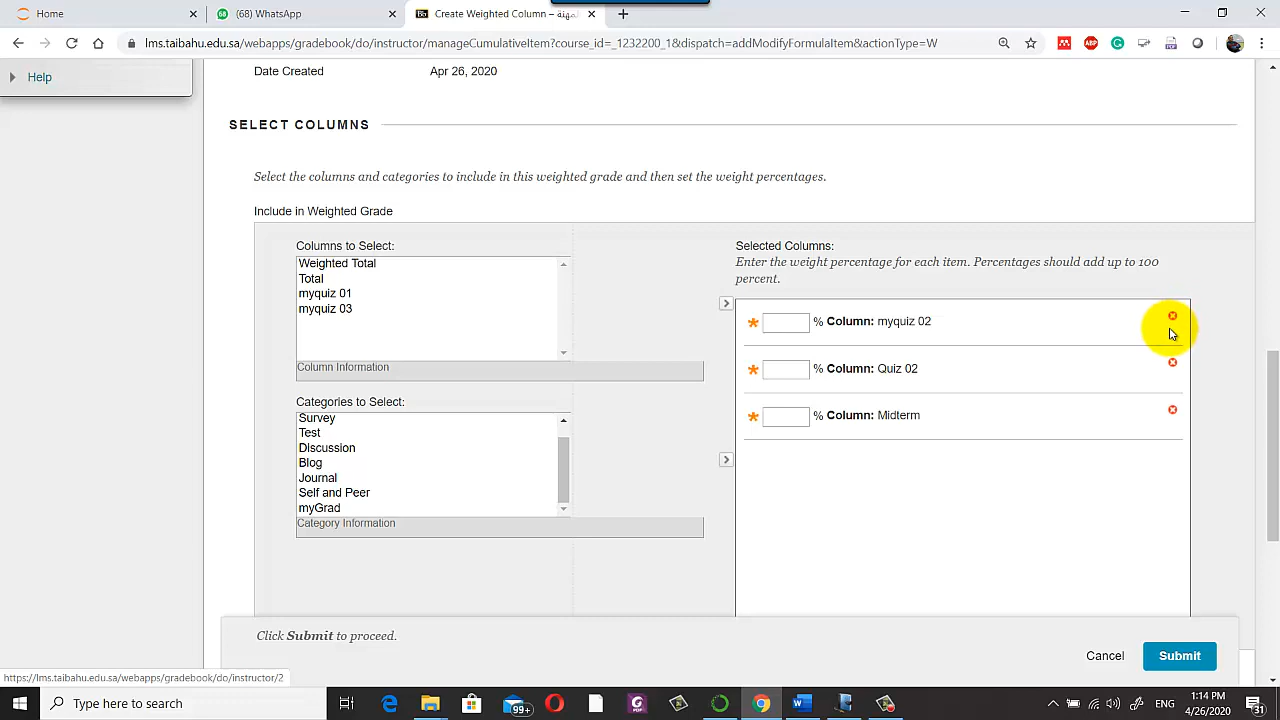 Home
(68) WhatsApp
Create Weighted Column –
lms.taibahu.edu.sa/webapps/gradebook/do/instructor/manageCumulativeItem?course_id=_1232200_1&dispatch=addModifyFormulaItem&actionType=W
Help
Date Created Apr 26, 2020
SELECT COLUMNS
Select the columns and categories to include in this weighted grade and then set the weight percentages.
Include in Weighted Grade
Columns to Select:
Weighted Total
Total
myquiz 01
myquiz 03
Column Information
Categories to Select:
Survey
Test
Discussion
Blog
Journal
Self and Peer
myGrad
Category Information
Selected Columns:
Enter the weight percentage for each item. Percentages should add up to 100
percent.
% Column: myquiz 02
% Column: Quiz 02
% Column: Midterm
Click Submit to proceed.
Cancel
Submit
https://lms.taibahu.edu.sa/webapps/gradebook/do/instructor/2
Type here to search
99+
ENG
1:14 PM
4/26/2020
31